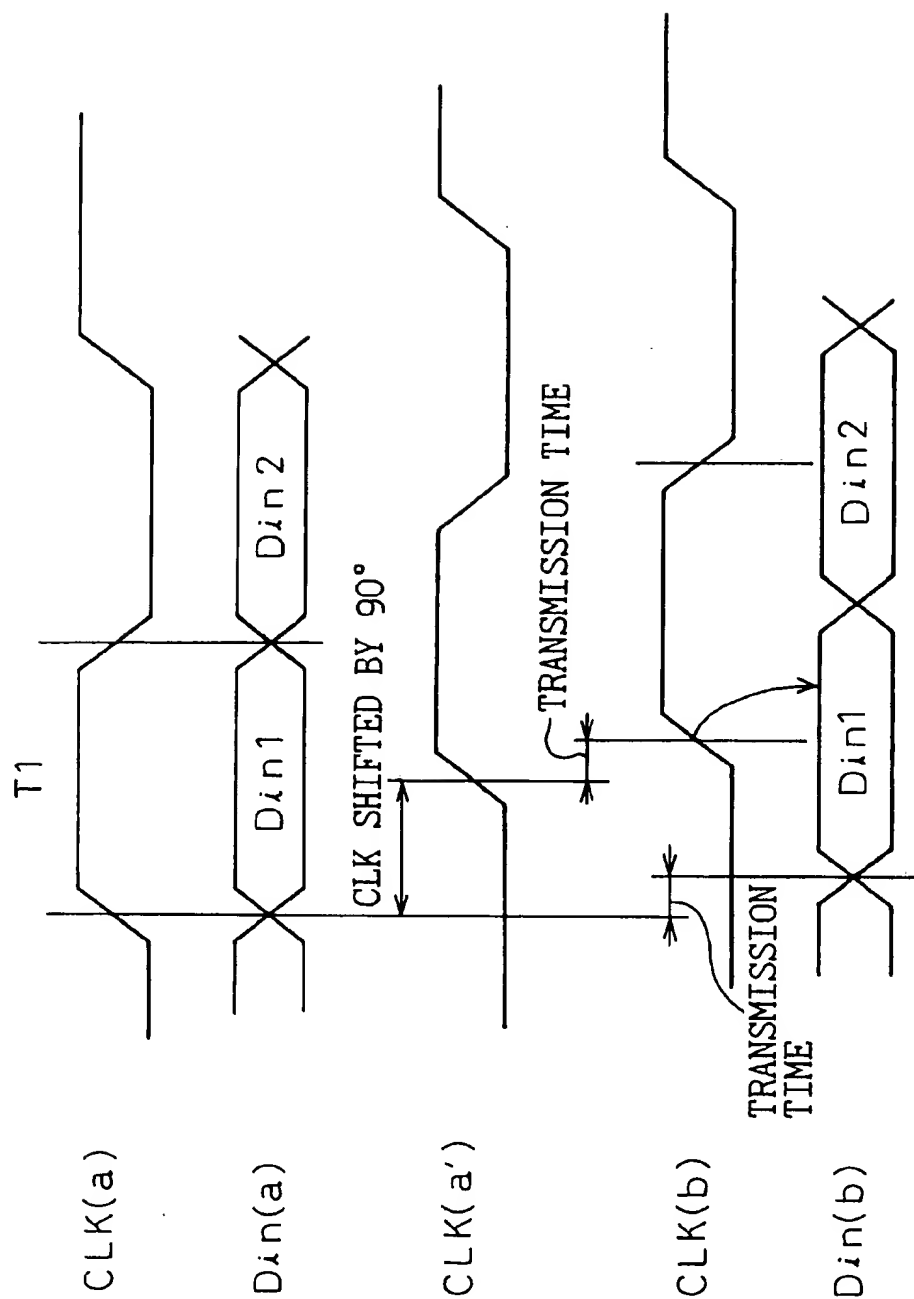 T1
CLK(a)
Din(a)
Din1
Din2
CLK SHIFTED BY 90°
CLK(a')
TRANSMISSION TIME
CLK(b)
TRANSMISSION
TIME
Din(b)
Din1
Din2